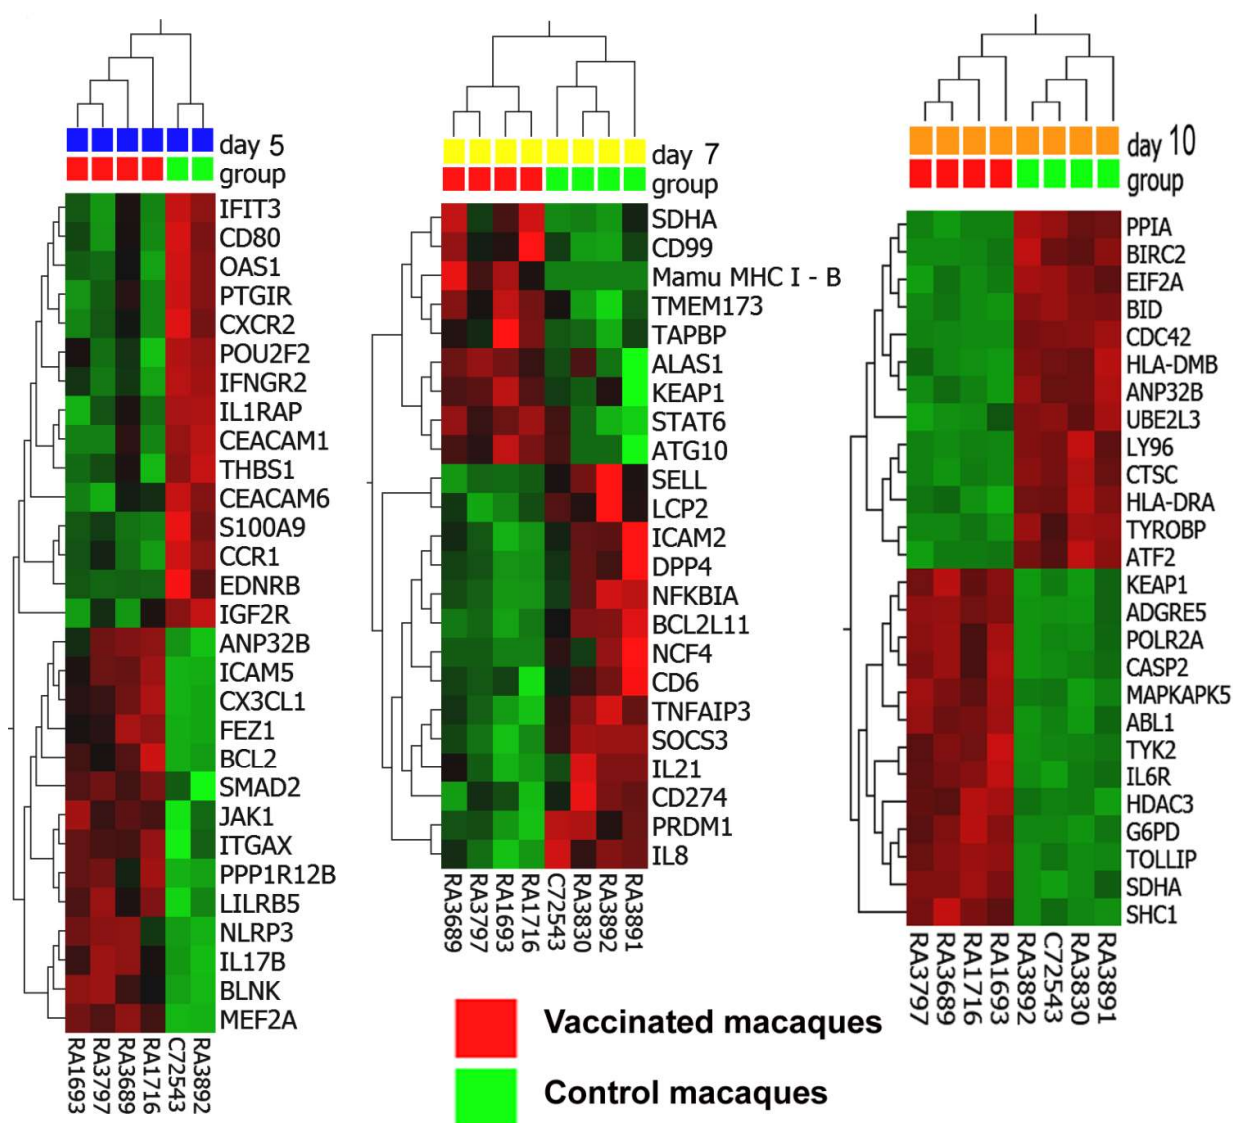 day 5
group
IFIT3
CD80
OAS1
PTGIR
CXCR2
POU2F2
IFNGR2
IL1RAP
CEACAM1
THBS1
CEACAM6
S100A9
CCR1
EDNRB
IGF2R
ANP32B
ICAM5
CX3CL1
FEZ1
BCL2
SMAD2
JAK1
ITGAX
PPP1R12B
LILRB5
NLRP3
IL17B
BLNK
MEF2A
RA1693
RA3797
RA3689
RA1716
C72543
RA3892
day 7
group
SDHA
CD99
Mamu MHC I - B
TMEM173
TAPBP
ALAS1
KEAP1
STAT6
ATG10
SELL
LCP2
ICAM2
DPP4
NFKBIA
BCL2L11
NCF4
CD6
TNFAIP3
SOCS3
IL21
CD274
PRDM1
IL8
RA3689
RA3797
RA1693
RA1716
C72543
RA3830
RA3892
RA3891
day 10
group
PPIA
BIRC2
EIF2A
BID
CDC42
HLA-DMB
ANP32B
UBE2L3
LY96
CTSC
HLA-DRA
TYROBP
ATF2
KEAP1
ADGRE5
POLR2A
CASP2
MAPKAPK5
ABL1
TYK2
IL6R
HDAC3
G6PD
TOLLIP
SDHA
SHC1
RA3797
RA3689
RA1716
RA1693
RA3892
C72543
RA3830
RA3891
Vaccinated macaques
Control macaques